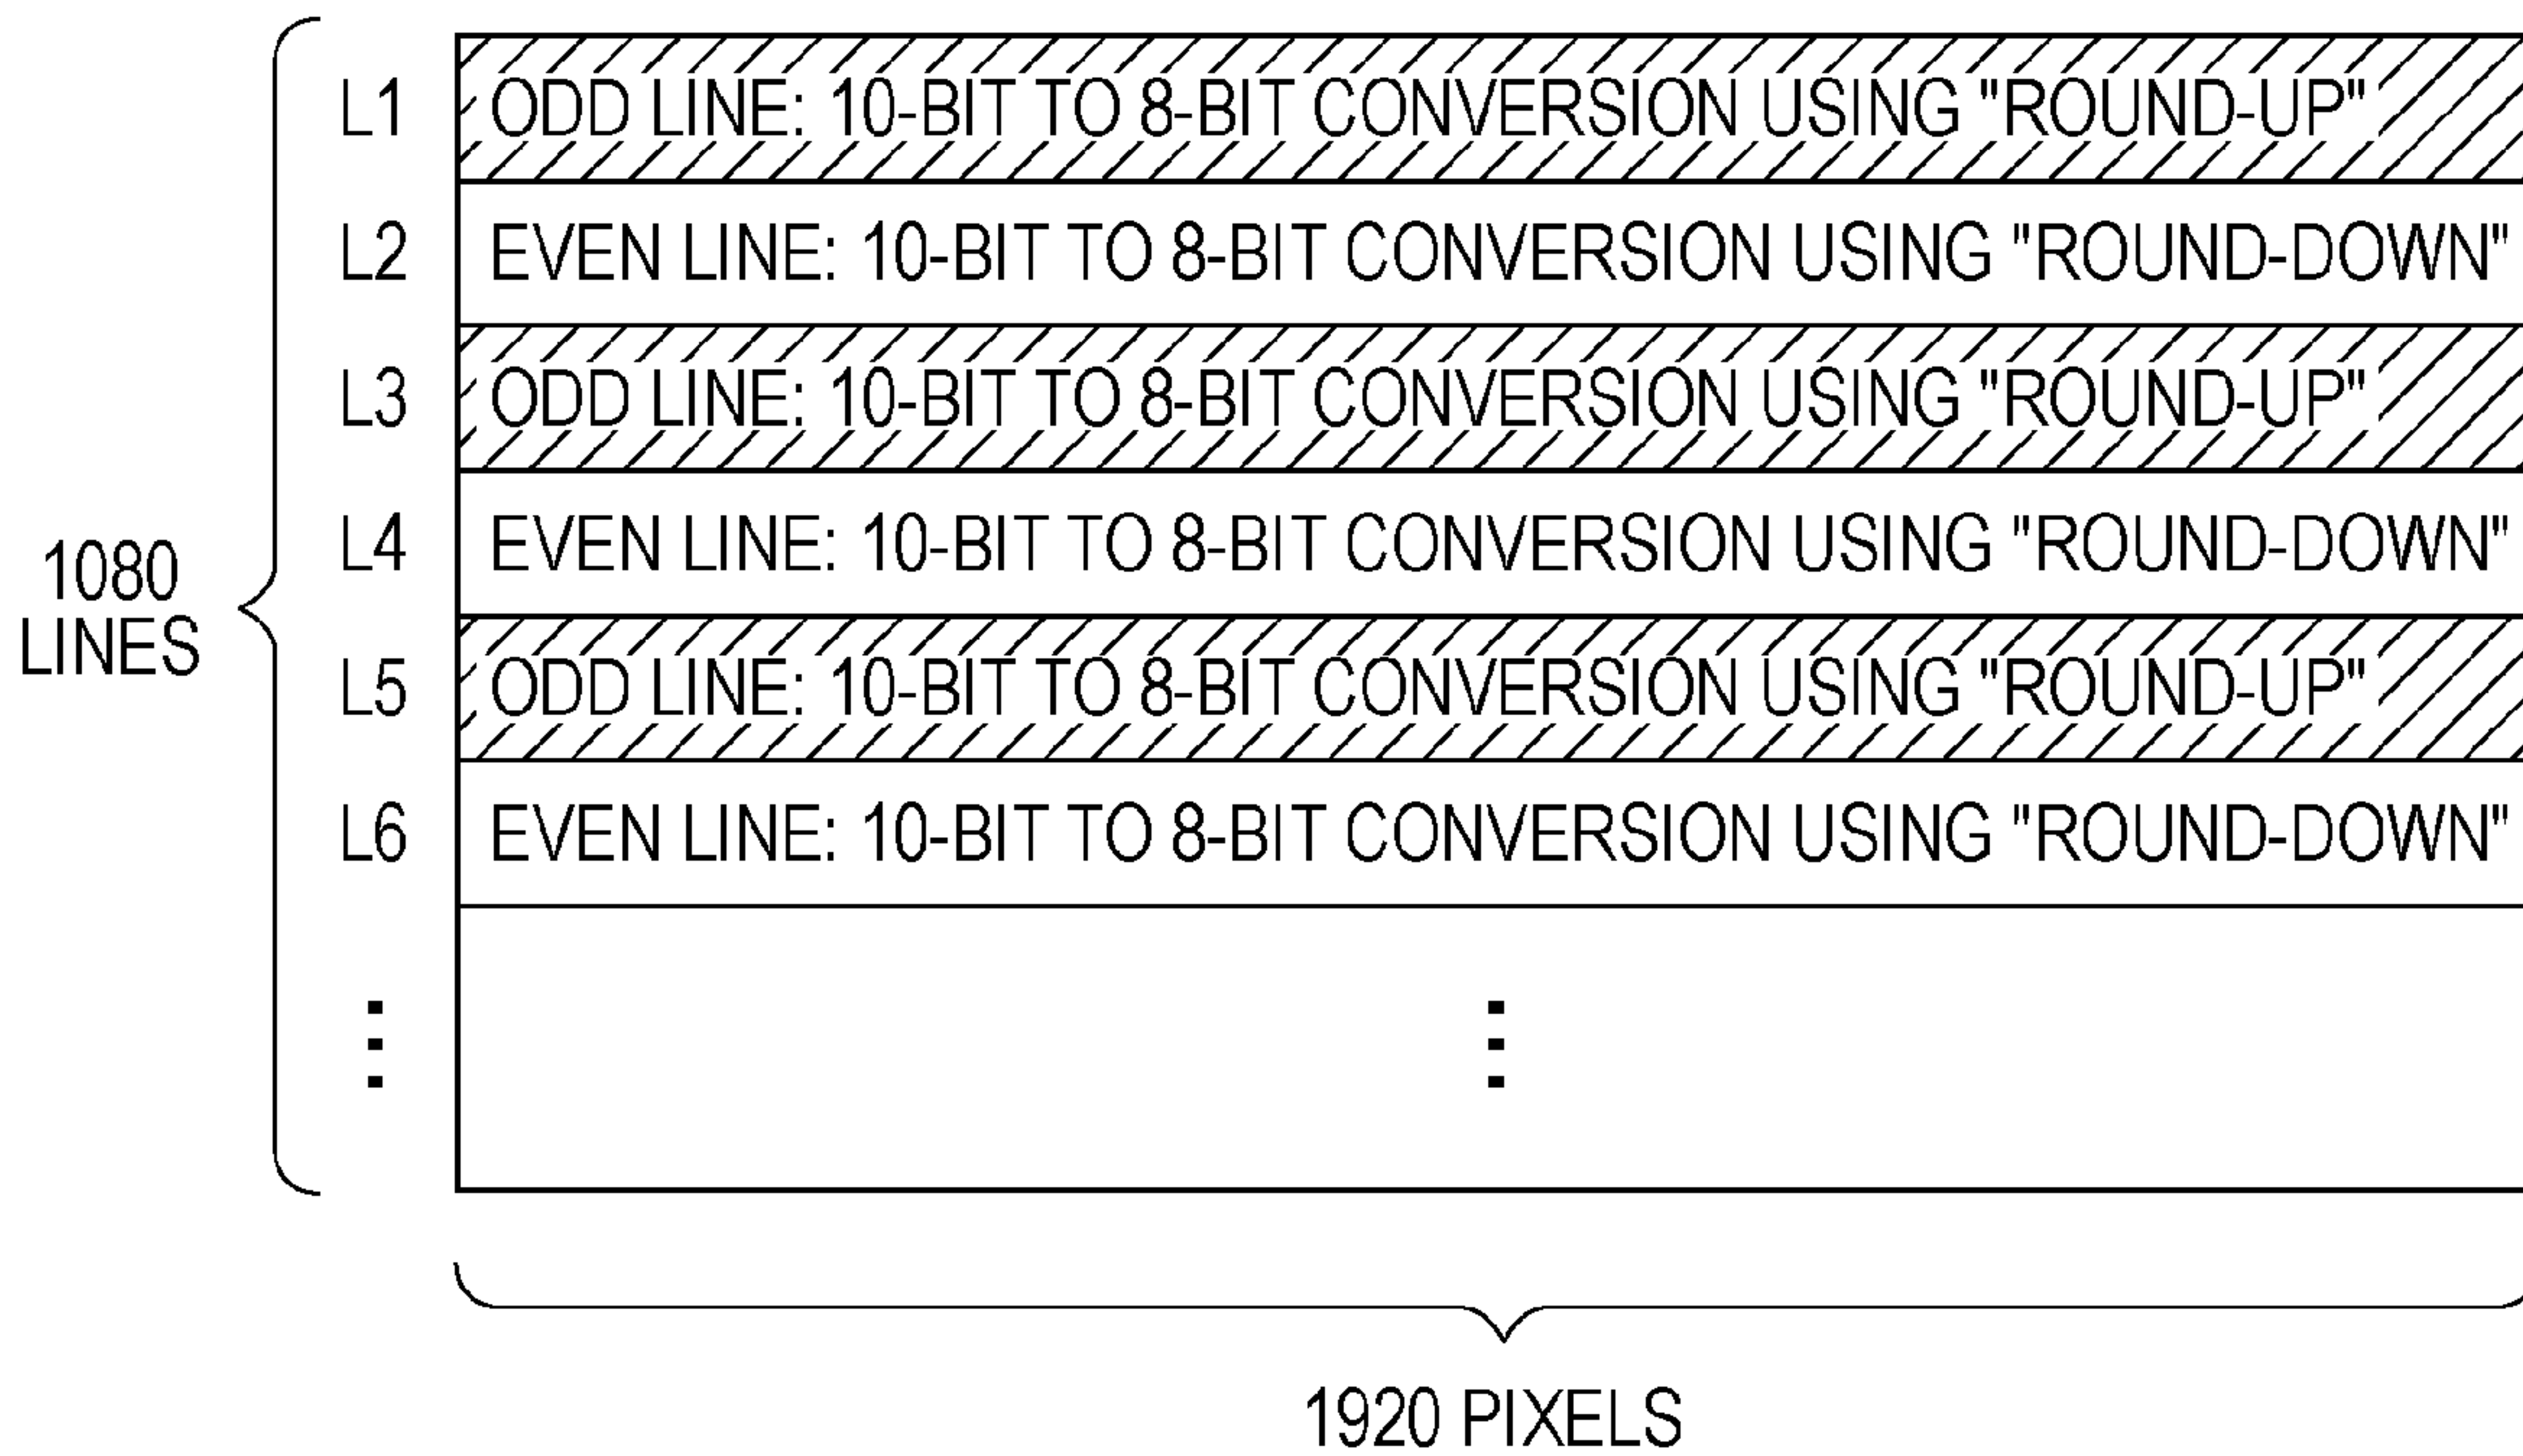 L1 ODD LINE: 10-BIT TO 8-BIT CONVERSION USING "ROUND-UP"
L2 EVEN LINE: 10-BIT TO 8-BIT CONVERSION USING "ROUND-DOWN"
L3 ODD LINE: 10-BIT TO 8-BIT CONVERSION USING "ROUND-UP"
L4 EVEN LINE: 10-BIT TO 8-BIT CONVERSION USING "ROUND-DOWN"
1080
LINES
L5 ODD LINE: 10-BIT TO 8-BIT CONVERSION USING "ROUND-UP"
L6 EVEN LINE: 10-BIT TO 8-BIT CONVERSION USING "ROUND-DOWN"
1920 PIXELS